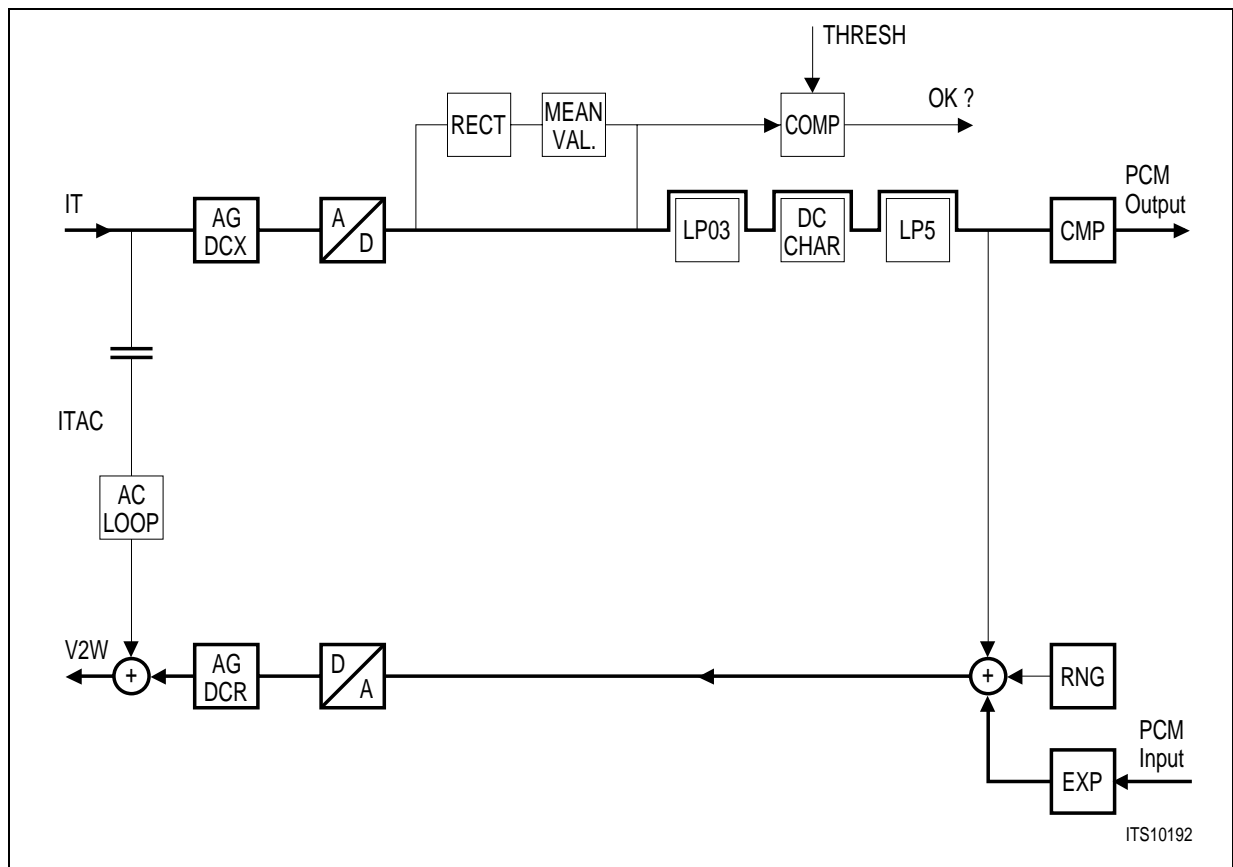 THRESH
OK ?
RECT
MEAN
VAL.
COMP
IT
AG
DCX
A
D
LP03
DC
CHAR
LP5
CMP
PCM
Output
ITAC
AC
LOOP
V2W
+
AG
DCR
D
A
+
RNG
PCM
Input
EXP
ITS10192